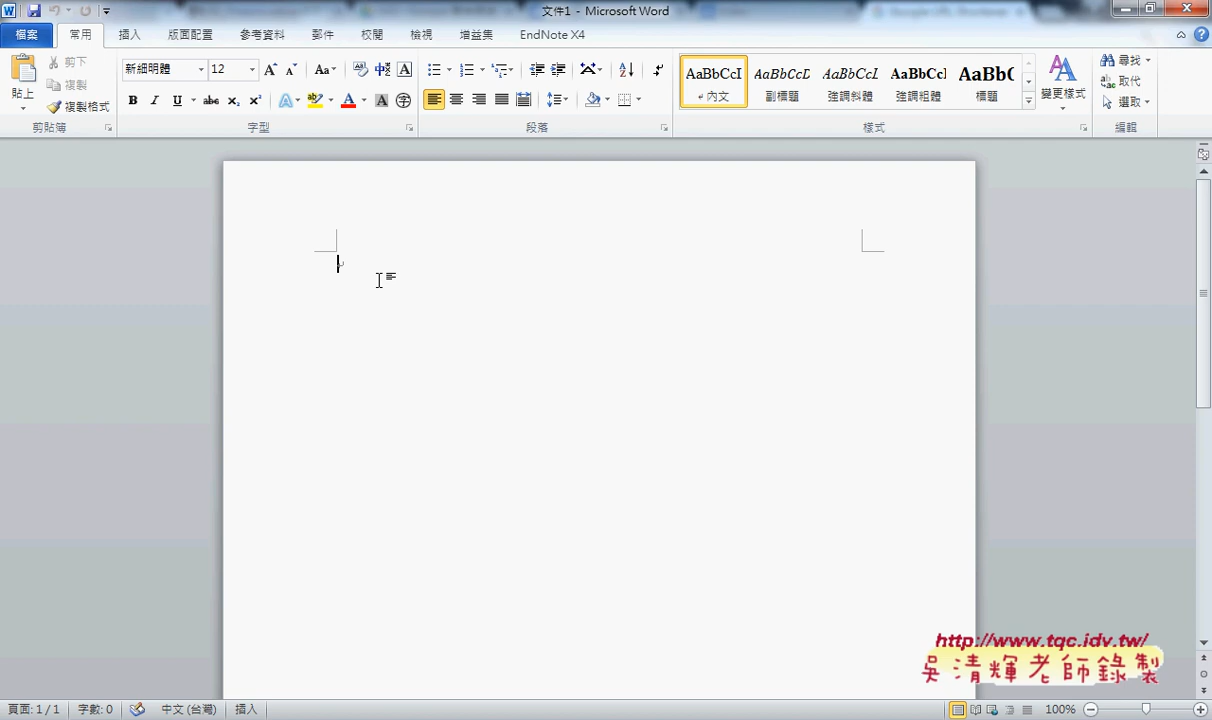 文件1 - Microsoft Word
檔案 常用 插入 版面配置 參考資料 郵件 校閱 檢視 增益集 EndNote X4
貼上 剪下 複製 複製格式
新細明體 12
AaBbCcI AaBbCcD AaBbCcL AaBbCcI AaBbC
內文 副標題 強調斜體 強調粗體 標題
變更樣式
尋找 取代 選取
剪貼簿 字型 段落 樣式 編輯
http://www.tqc.idv.tw/
吳清輝老師錄製
頁面: 1/1 字數: 0 中文 (台灣) 插入 100%